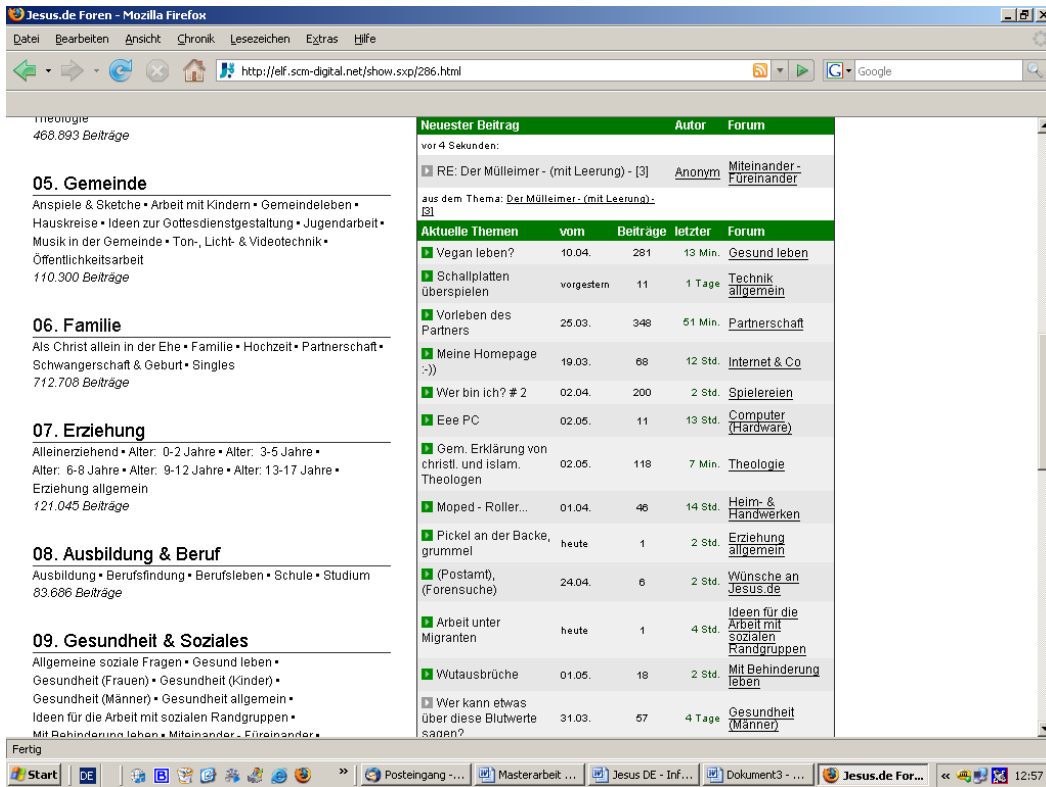 Jesus.de Foren - Mozilla Firefox
Datei Bearbeiten Ansicht Chronik Lesezeichen Extras Hilfe
http://elf.scm-digital.net/show.sxp/286.html
G Google
Theologie
468.893 Beiträge
05. Gemeinde
Anspiele & Sketche ▪ Arbeit mit Kindern ▪ Gemeindeleben ▪
Hauskreise ▪ Ideen zur Gottesdienstgestaltung ▪ Jugendarbeit ▪
Musik in der Gemeinde ▪ Ton-, Licht- & Videotechnik ▪
Öffentlichkeitsarbeit
110.300 Beiträge
06. Familie
Als Christ allein in der Ehe ▪ Familie ▪ Hochzeit ▪ Partnerschaft ▪
Schwangerschaft & Geburt ▪ Singles
712.708 Beiträge
07. Erziehung
Alleinerziehend ▪ Alter: 0-2 Jahre ▪ Alter: 3-5 Jahre ▪
Alter: 6-8 Jahre ▪ Alter: 9-12 Jahre ▪ Alter: 13-17 Jahre ▪
Erziehung allgemein
121.045 Beiträge
08. Ausbildung & Beruf
Ausbildung ▪ Berufsfindung ▪ Berufsleben ▪ Schule ▪ Studium
83.686 Beiträge
09. Gesundheit & Soziales
Allgemeine soziale Fragen ▪ Gesund leben ▪
Gesundheit (Frauen) ▪ Gesundheit (Kinder) ▪
Gesundheit (Männer) ▪ Gesundheit allgemein ▪
Ideen für die Arbeit mit sozialen Randgruppen ▪
Mit Behinderung leben ▪ Miteinander - Füreinander ▪
Neuester Beitrag Autor Forum
vor 4 Sekunden:
RE: Der Mülleimer - (mit Leerung) - [3] Anonym Miteinander -
Füreinander
aus dem Thema: Der Mülleimer - (mit Leerung) -
[3]
Aktuelle Themen vom Beiträge letzter Forum
Vegan leben? 10.04. 281 13 Min. Gesund leben
Schallplatten
überspielen vorgestern 11 1 Tage Technik
allgemein
Vorleben des
Partners 25.03. 348 51 Min. Partnerschaft
Meine Homepage
:-)) 19.03. 68 12 Std. Internet & Co
Wer bin ich? # 2 02.04. 200 2 Std. Spielereien
Eee PC 02.05. 11 13 Std. Computer
(Hardware)
Gem. Erklärung von
christl. und islam. 02.05. 118 7 Min. Theologie
Theologen
Moped - Roller... 01.04. 46 14 Std. Heim- &
Handwerken
Pickel an der Backe,
grummel heute 1 2 Std. Erziehung
allgemein
(Postamt),
(Forensuche) 24.04. 6 2 Std. Wünsche an
Jesus.de
Arbeit unter
Migranten heute 1 4 Std. Ideen für die
Arbeit mit
sozialen
Randgruppen
Wutausbrüche 01.05. 18 2 Std. Mit Behinderung
leben
Wer kann etwas
über diese Blutwerte 31.03. 57 4 Tage Gesundheit
(Männer)
sagen?
Fertig
Start DE B » Posteingang -... Masterarbeit ... Jesus DE - Inf... Dokument3 - ... Jesus.de For... « 12:57